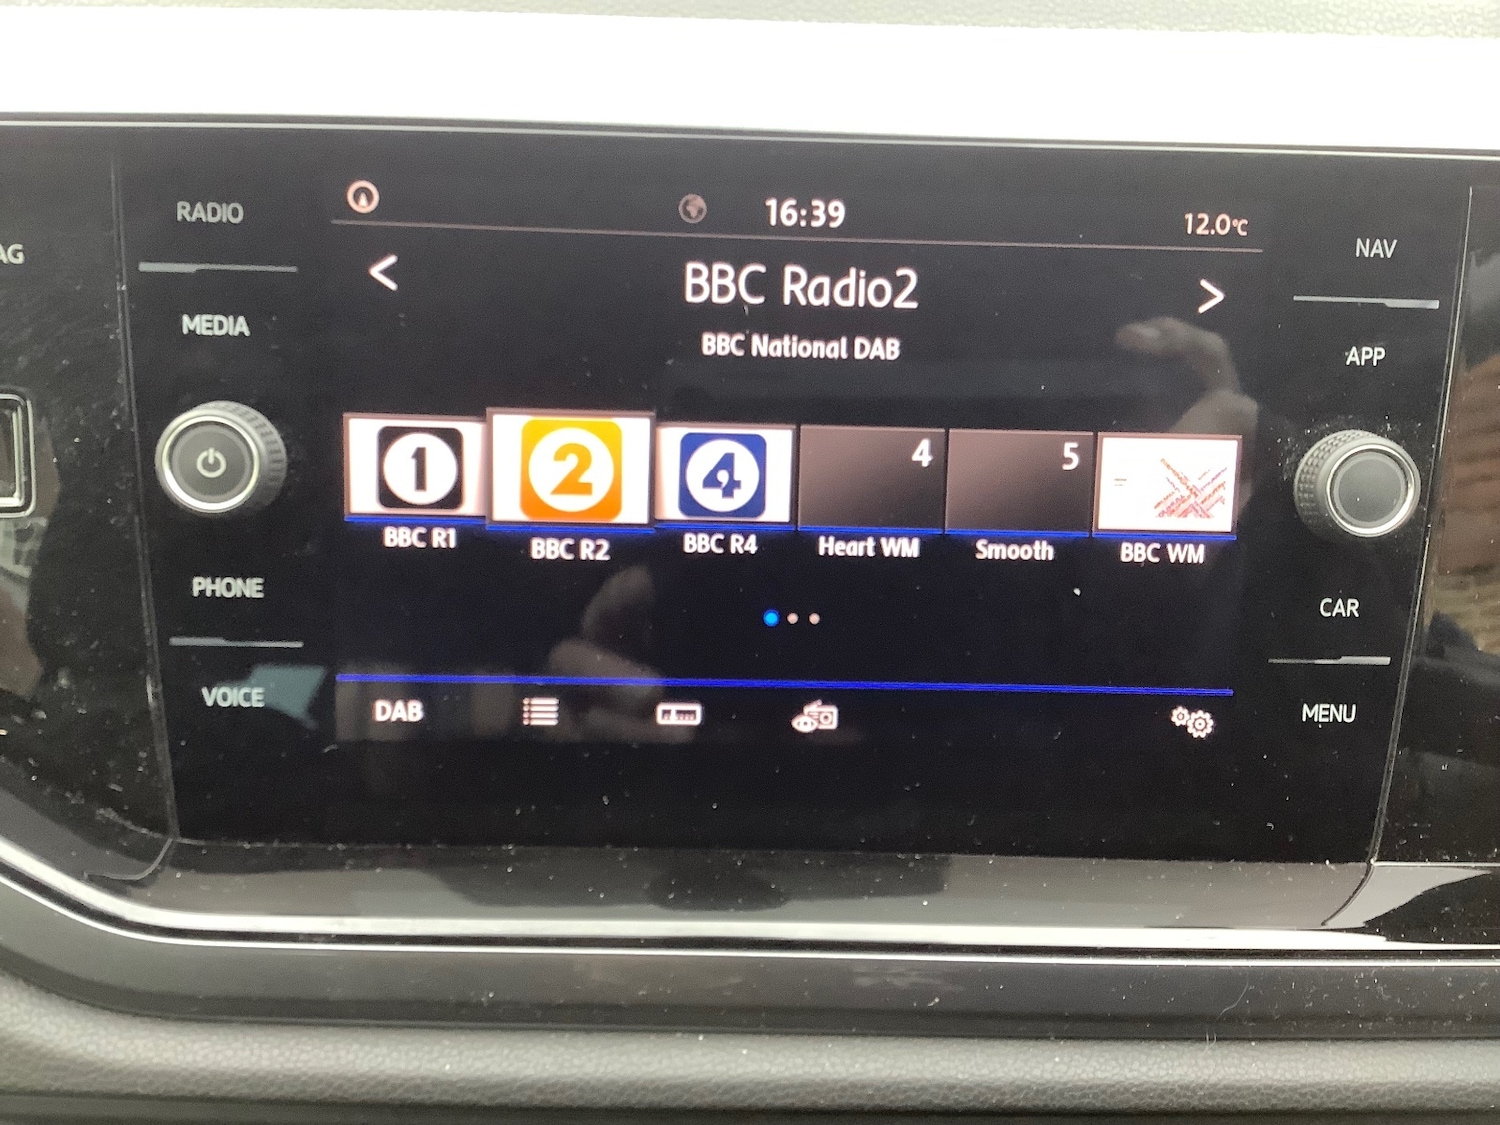 16:39
12.0°C
RADIO
AG
MEDIA
PHONE
VOICE
<
BBC Radio2
>
BBC National DAB
1
2
4
4
5
BBC R1
BBC R2
BBC R4
Heart WM
Smooth
BBC WM
DAB
NAV
APP
CAR
MENU